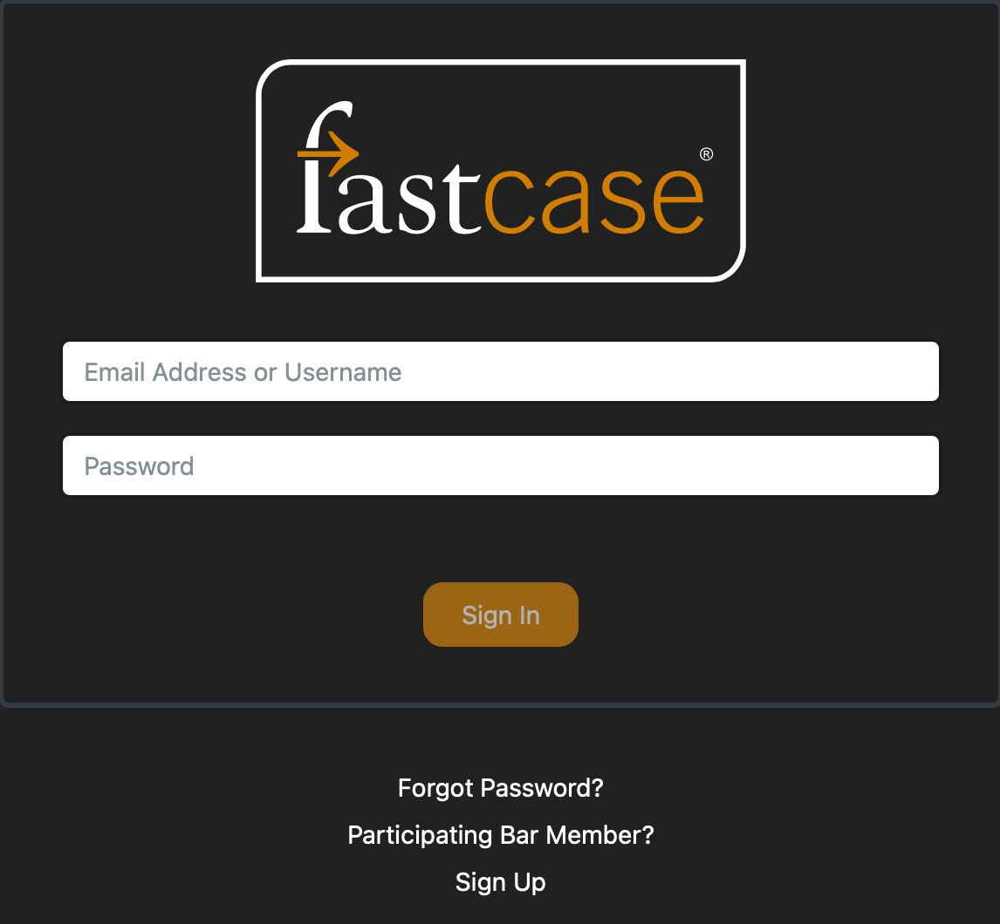 fastcase®
Email Address or Username
Password
Sign In
Forgot Password?
Participating Bar Member?
Sign Up